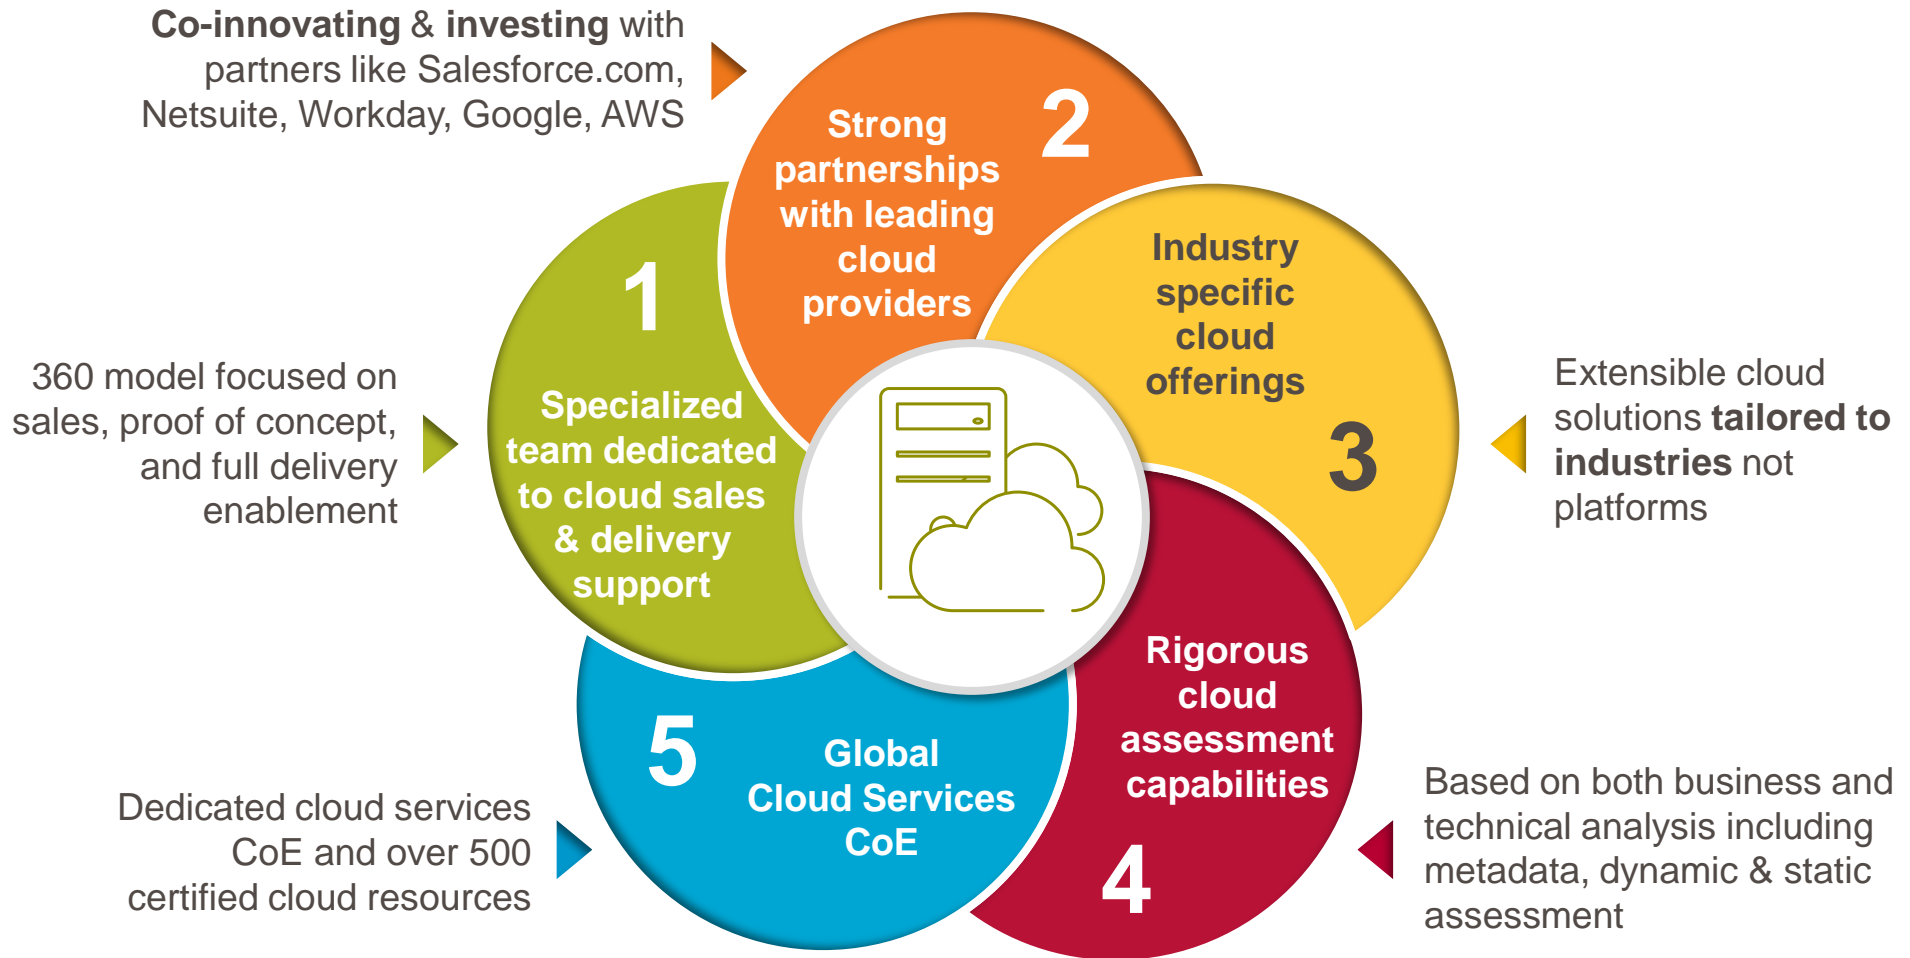 Co-innovating & investing with
partners like Salesforce.com,
Netsuite, Workday, Google, AWS
2
Strong
partnerships
with leading
cloud
providers
1
Specialized
team dedicated
to cloud sales
& delivery
support
360 model focused on
sales, proof of concept,
and full delivery
enablement
Industry
specific
cloud
offerings
3
Extensible cloud
solutions tailored to
industries not
platforms
Rigorous
cloud
assessment
capabilities
4
Based on both business and
technical analysis including
metadata, dynamic & static
assessment
5
Global
Cloud Services
CoE
Dedicated cloud services
CoE and over 500
certified cloud resources